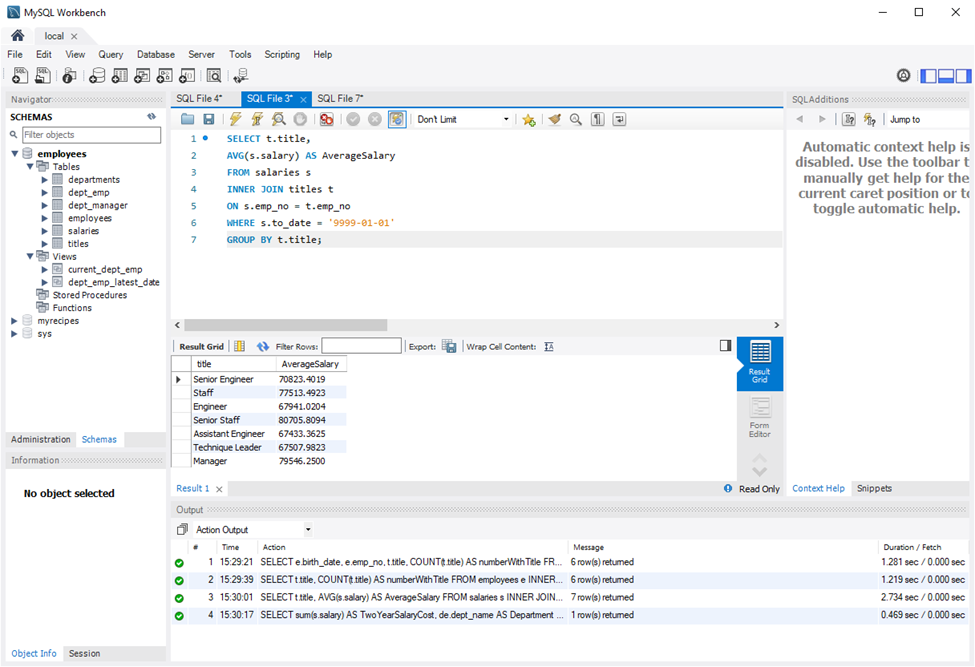 MySQL Workbench
local
File Edit View Query Database Server Tools Scripting Help
Navigator
SCHEMAS
Filter objects
employees
Tables
departments
dept_emp
dept_manager
employees
salaries
titles
Views
current_dept_emp
dept_emp_latest_date
Stored Procedures
Functions
myrecipes
sys
Administration Schemas
Information
No object selected
Object Info Session
SQL File 4* SQL File 3* SQL File 7*
Don't Limit
1 SELECT t.title,
2 AVG(s.salary) AS AverageSalary
3 FROM salaries s
4 INNER JOIN titles t
5 ON s.emp_no = t.emp_no
6 WHERE s.to_date = '9999-01-01'
7 GROUP BY t.title;
Result Grid Filter Rows: Export: Wrap Cell Content:
title AverageSalary
Senior Engineer 70823.4019
Staff 77513.4923
Engineer 67941.0204
Senior Staff 80705.8094
Assistant Engineer 67433.3625
Technique Leader 67507.9823
Manager 79546.2500
Result
Grid
Form
Editor
Result 1 Read Only
SQLAdditions
Jump to
Automatic context help is
disabled. Use the toolbar t
manually get help for the
current caret position or to
toggle automatic help.
Context Help Snippets
Output
Action Output
# Time Action Message Duration / Fetch
1 15:29:21 SELECT e.birth_date, e.emp_no, t.title, COUNT(t.title) AS numberWithTitle FR... 6 row(s) returned 1.281 sec / 0.000 sec
2 15:29:39 SELECT t.title, COUNT(t.title) AS numberWithTitle FROM employees e INNER... 6 row(s) returned 1.219 sec / 0.000 sec
3 15:30:01 SELECT t.title, AVG(s.salary) AS AverageSalary FROM salaries s INNER JOIN... 7 row(s) returned 2.734 sec / 0.000 sec
4 15:30:17 SELECT sum(s.salary) AS TwoYearSalaryCost, de.dept_name AS Department ... 1 row(s) returned 0.469 sec / 0.000 sec